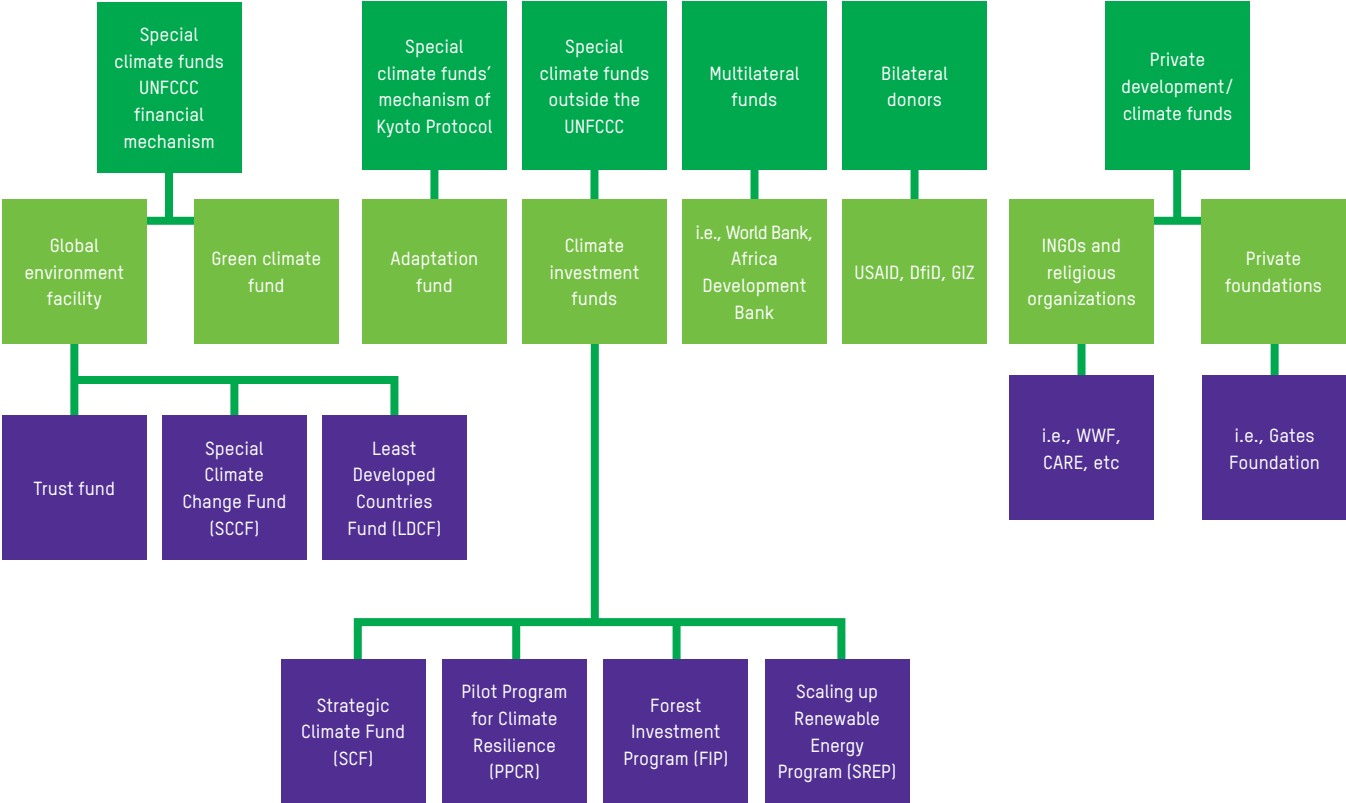 Special
climate funds
UNFCCC
financial
mechanism
Special
climate funds’
mechanism of
Kyoto Protocol
Special
climate funds
outside the
UNFCCC
Multilateral
funds
Bilateral
donors
Private
development/
climate funds
Global
environment
facility
Green climate
fund
Adaptation
fund
Climate
investment
funds
i.e., World Bank,
Africa
Development
Bank
USAID, DfiD, GIZ
INGOs and
religious
organizations
Private
foundations
Trust fund
Special
Climate
Change Fund
(SCCF)
Least
Developed
Countries
Fund (LDCF)
i.e., WWF,
CARE, etc
i.e., Gates
Foundation
Strategic
Climate Fund
(SCF)
Pilot Program
for Climate
Resilience
(PPCR)
Forest
Investment
Program (FIP)
Scaling up
Renewable
Energy
Program (SREP)